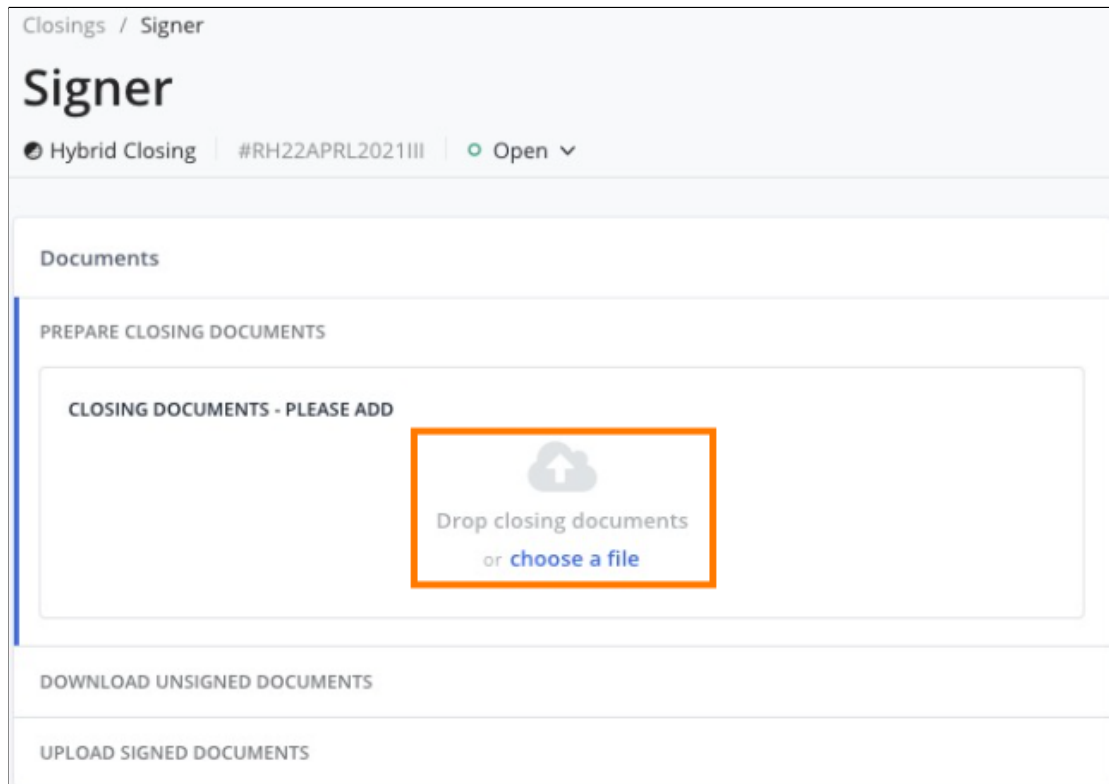 Closings / Signer
Signer
Hybrid Closing #RH22APRL2021III Open
Documents
PREPARE CLOSING DOCUMENTS
CLOSING DOCUMENTS - PLEASE ADD
Drop closing documents
or choose a file
DOWNLOAD UNSIGNED DOCUMENTS
UPLOAD SIGNED DOCUMENTS